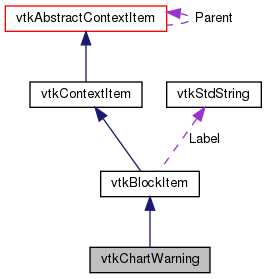 vtkAbstractContextItem
Parent
vtkContextItem
vtkStdString
Label
vtkBlockItem
vtkChartWarning